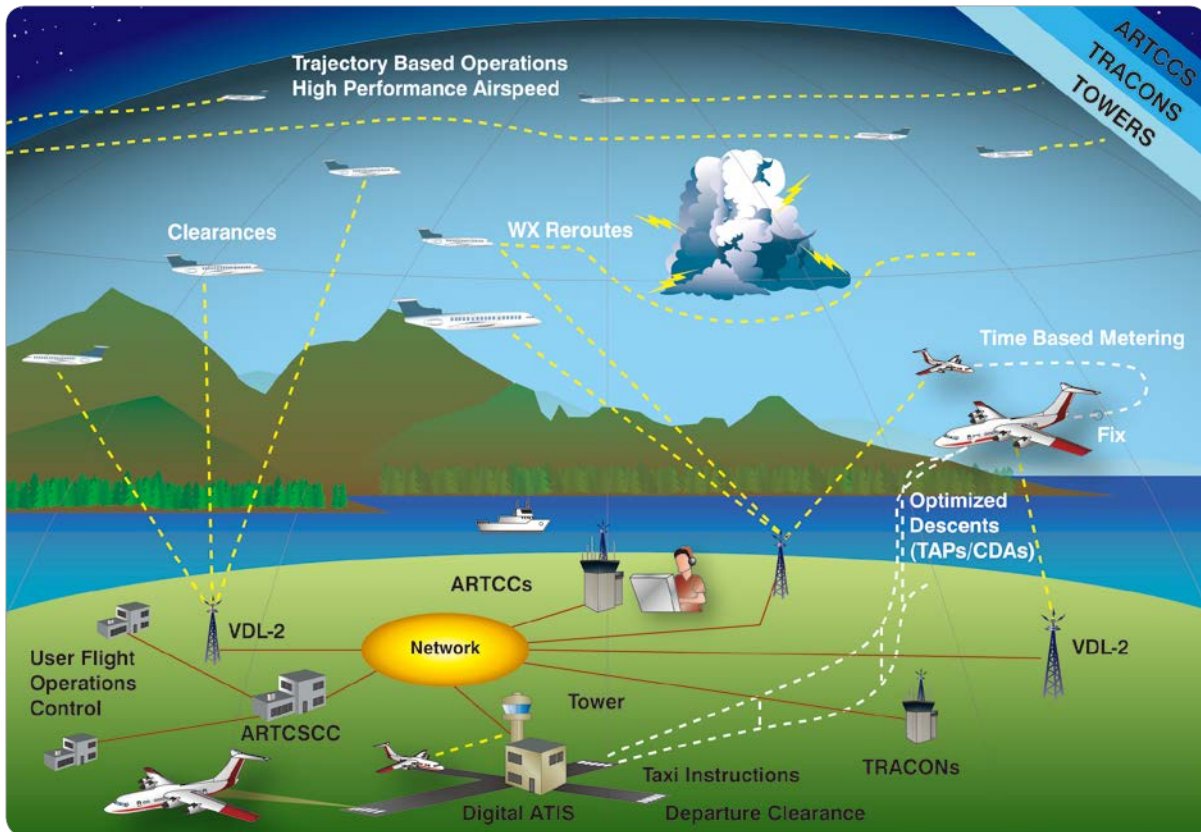 Trajectory Based Operations
High Performance Airspeed
ARTCCS
TRACONS
TOWERS
Clearances
WX Reroutes
Time Based Metering
Fix
Optimized
Descents
(TAPs/CDAs)
ARTCCs
VDL-2
Network
VDL-2
User Flight
Operations
Control
Tower
ARTCSCC
TRACONs
Taxi Instructions
Digital ATIS
Departure Clearance